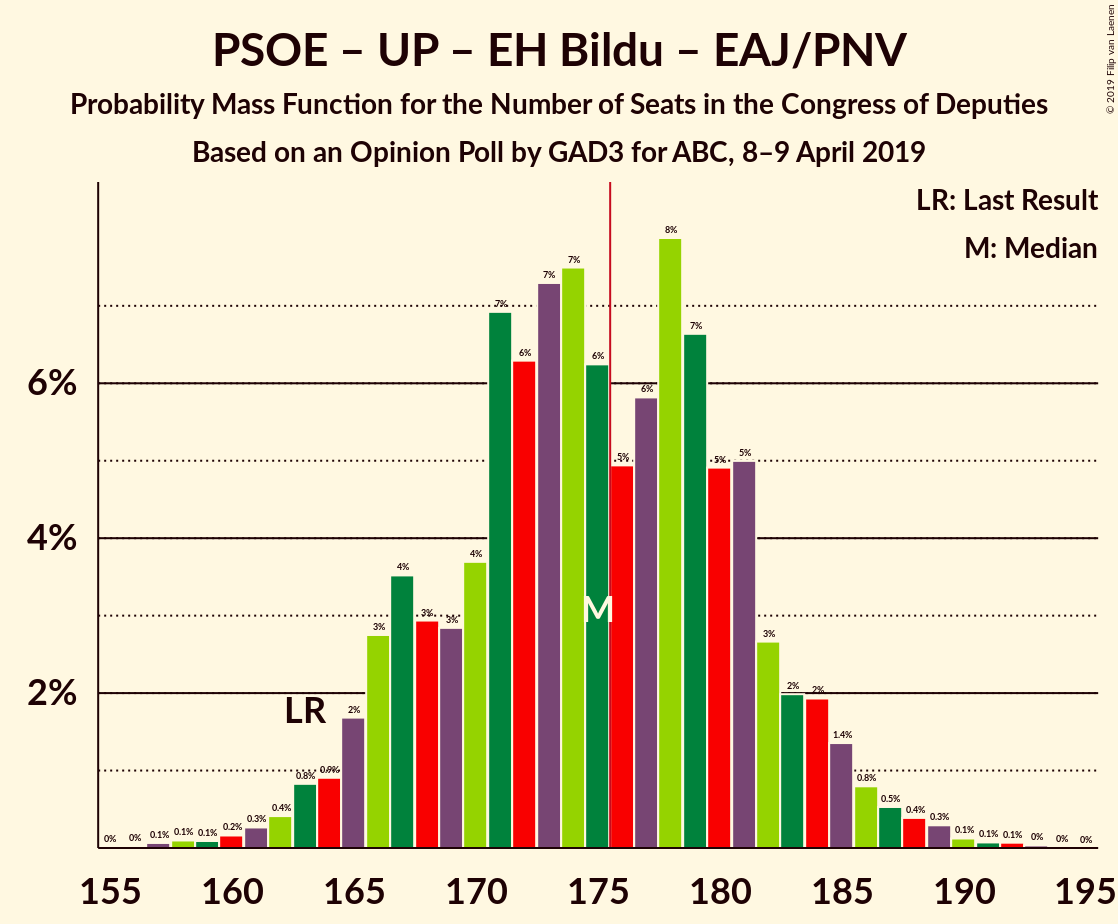 PSOE – UP – EH Bildu – EAJ/PNV
Probability Mass Function for the Number of Seats in the Congress of Deputies
Based on an Opinion Poll by GAD3 for ABC, 8–9 April 2019
© 2019 Filip van Laenen
LR: Last Result
M: Median
6%
4%
2%
LR
M
0% 0% 0.1% 0.1% 0.1% 0.2% 0.3% 0.4% 0.8% 0.9% 2% 3% 4% 3% 3% 4% 7% 6% 7% 7% 6% 5% 6% 8% 7% 5% 5% 3% 2% 2% 1.4% 0.8% 0.5% 0.4% 0.3% 0.1% 0.1% 0.1% 0% 0% 0%
155 160 165 170 175 180 185 190 195